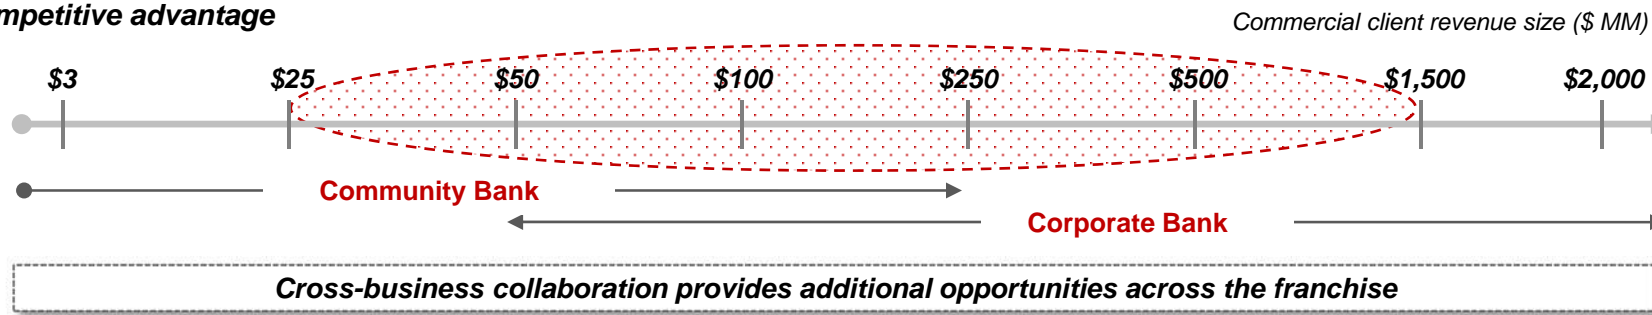 mpetitive advantage
Commercial client revenue size ($ MM)
$3 $25 $50 $100 $250 $500 $1,500 $2,000
Community Bank
Corporate Bank
Cross-business collaboration provides additional opportunities across the franchise